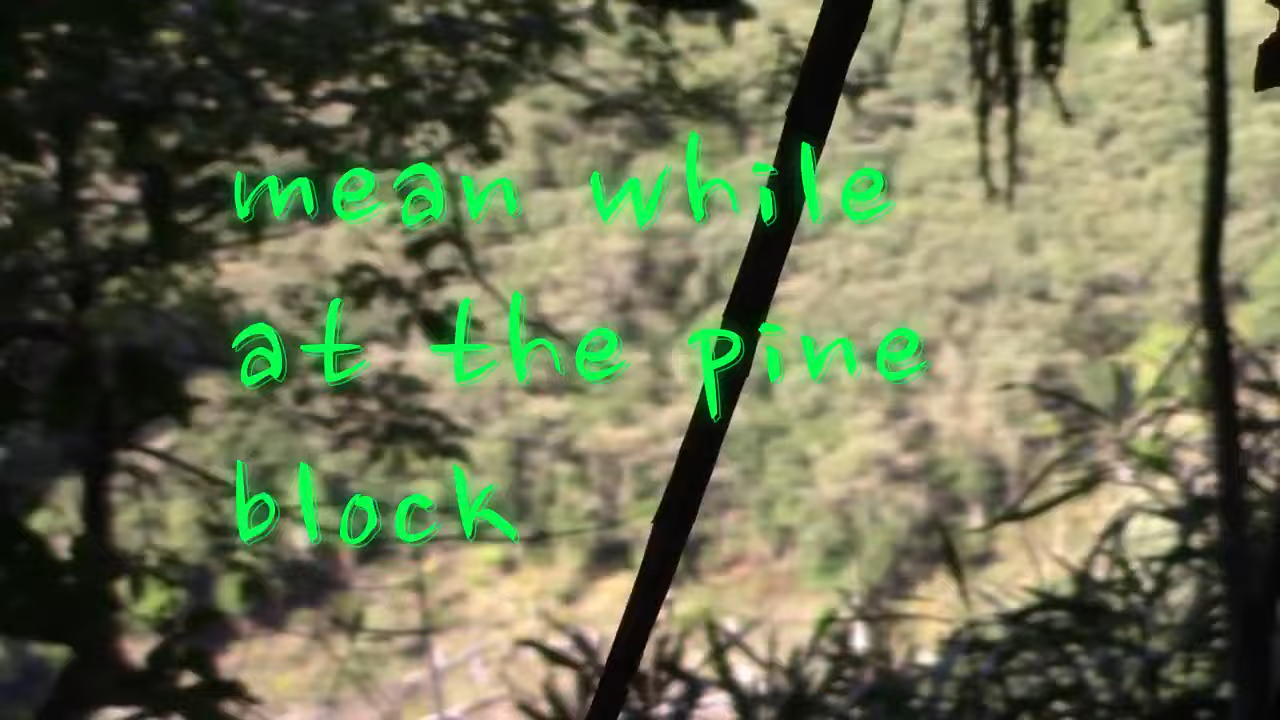 mean while
at the pine
block